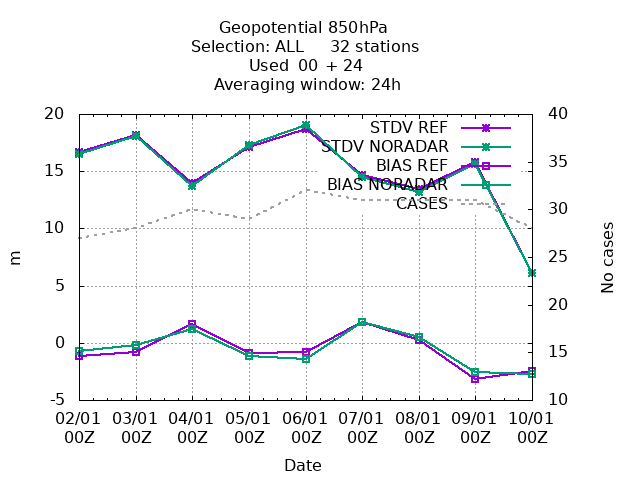 Geopotential 850hPa
Selection: ALL     32 stations
Used  00  + 24
Averaging window: 24h
20
15
10
5
0
-5
m
40
35
30
25
20
15
10
No cases
STDV REF
STDV NORADAR
BIAS REF
BIAS NORADAR
CASES
02/01 03/01 04/01 05/01 06/01 07/01 08/01 09/01 10/01
00Z 00Z 00Z 00Z 00Z 00Z 00Z 00Z 00Z
Date